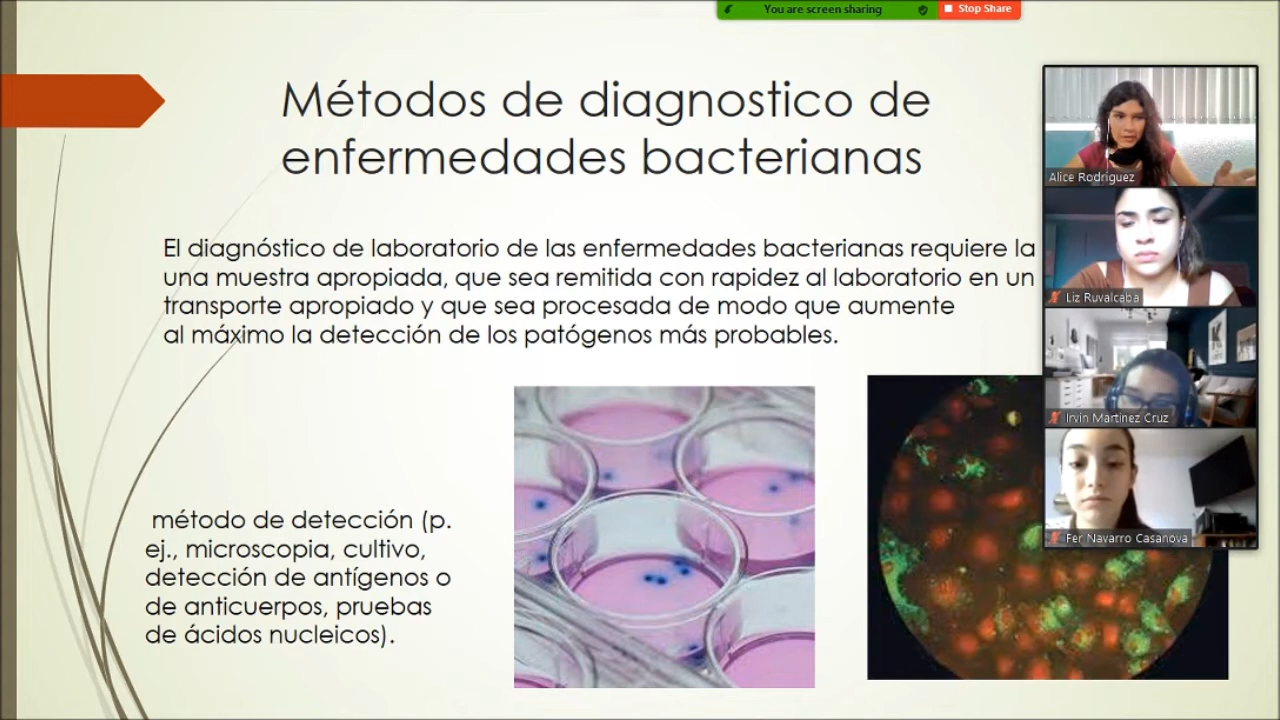 You are screen sharing
Stop Share
Métodos de diagnostico de
enfermedades bacterianas
El diagnóstico de laboratorio de las enfermedades bacterianas requiere la
una muestra apropiada, que sea remitida con rapidez al laboratorio en un
transporte apropiado y que sea procesada de modo que aumente
al máximo la detección de los patógenos más probables.
método de detección (p.
ej., microscopia, cultivo,
detección de antígenos o
de anticuerpos, pruebas
de ácidos nucleicos).
Alice Rodríguez
Liz Ruvalcaba
Irvin Martínez Cruz
Fer Navarro Casanova